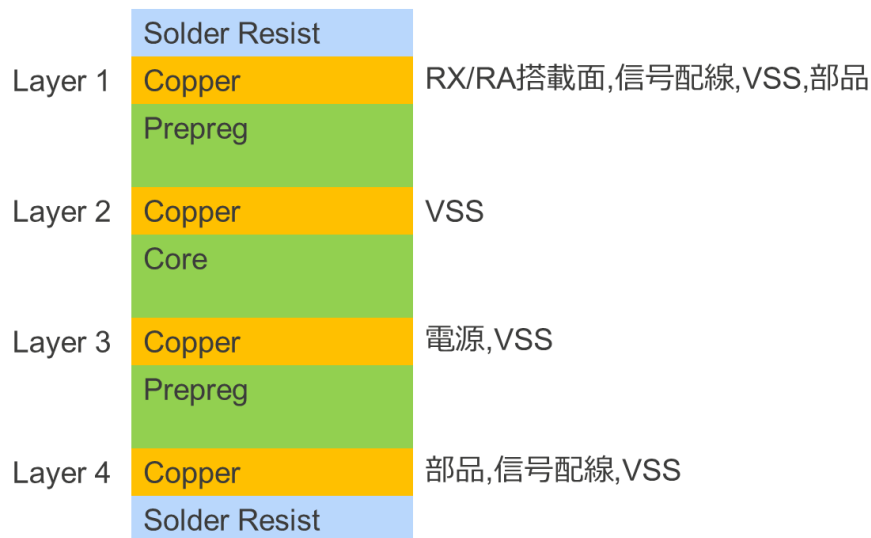 Solder Resist
Layer 1 Copper RX/RA搭載面,信号配線,VSS,部品
Prepreg
Layer 2 Copper VSS
Core
Layer 3 Copper 電源,VSS
Prepreg
Layer 4 Copper 部品,信号配線,VSS
Solder Resist